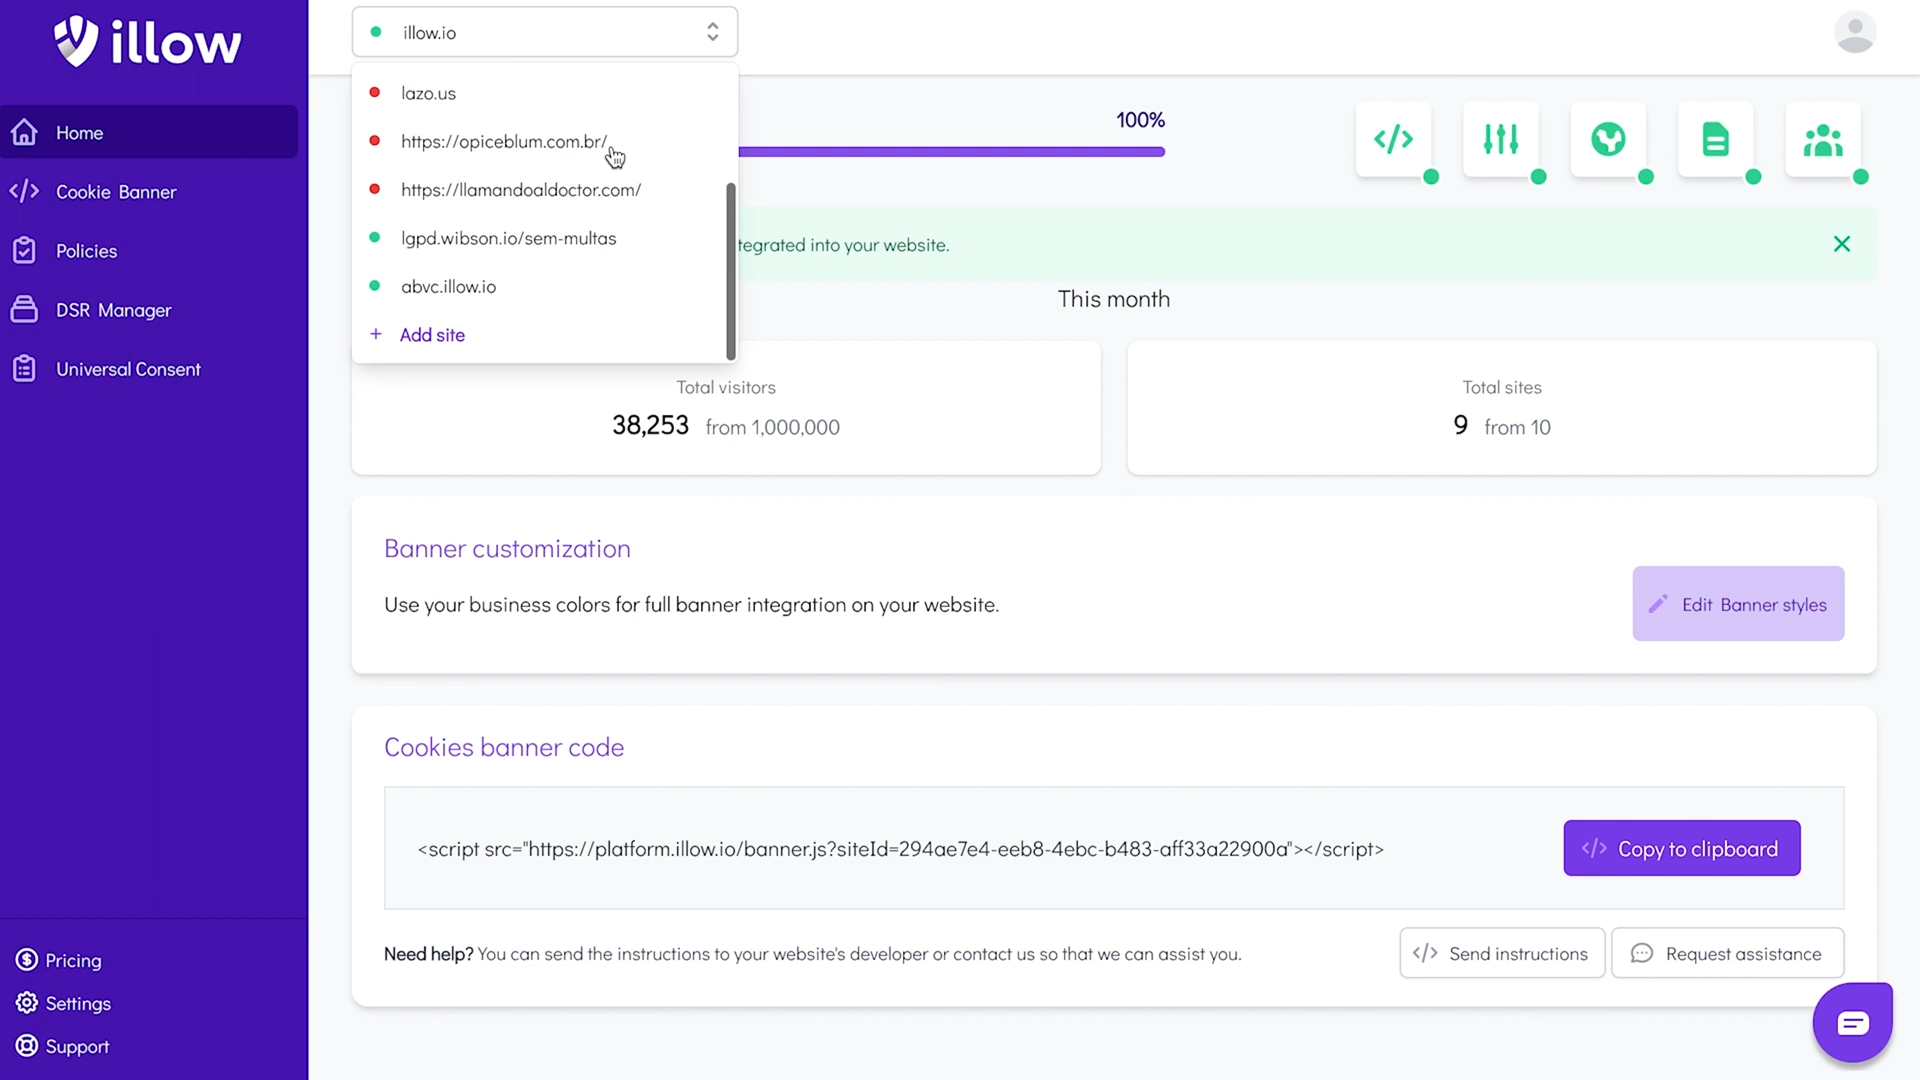 illow
Home
Cookie Banner
Policies
DSR Manager
Universal Consent
Pricing
Settings
Support
illow.io
lazo.us
https://opiceblum.com.br/
https://llamandoaldoctor.com/
lgpd.wibson.io/sem-multas
abvc.illow.io
+ Add site
100%
tegrated into your website.
This month
Total visitors
38,253 from 1,000,000
Total sites
9 from 10
Banner customization
Use your business colors for full banner integration on your website.
Edit Banner styles
Cookies banner code
<script src="https://platform.illow.io/banner.js?siteId=294ae7e4-eeb8-4ebc-b483-aff33a22900a"></script>
Copy to clipboard
Need help? You can send the instructions to your website's developer or contact us so that we can assist you.
Send instructions
Request assistance